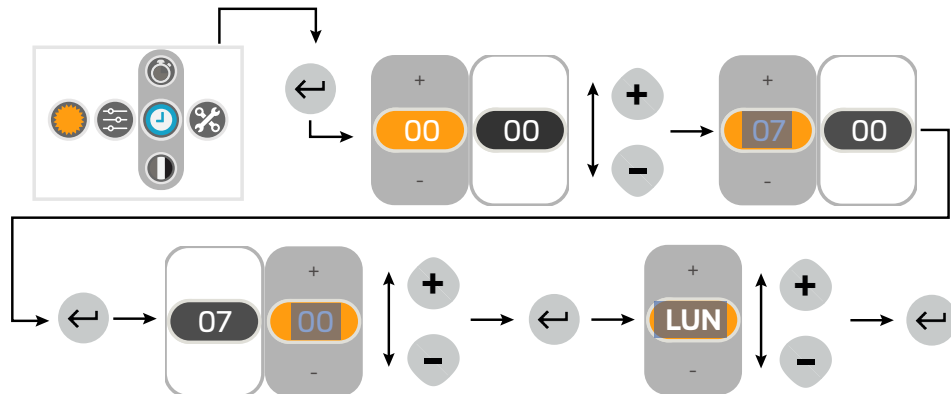 + +
00 00 + 07 00
- - -
+ +
07 00 + LUN +
- - - -